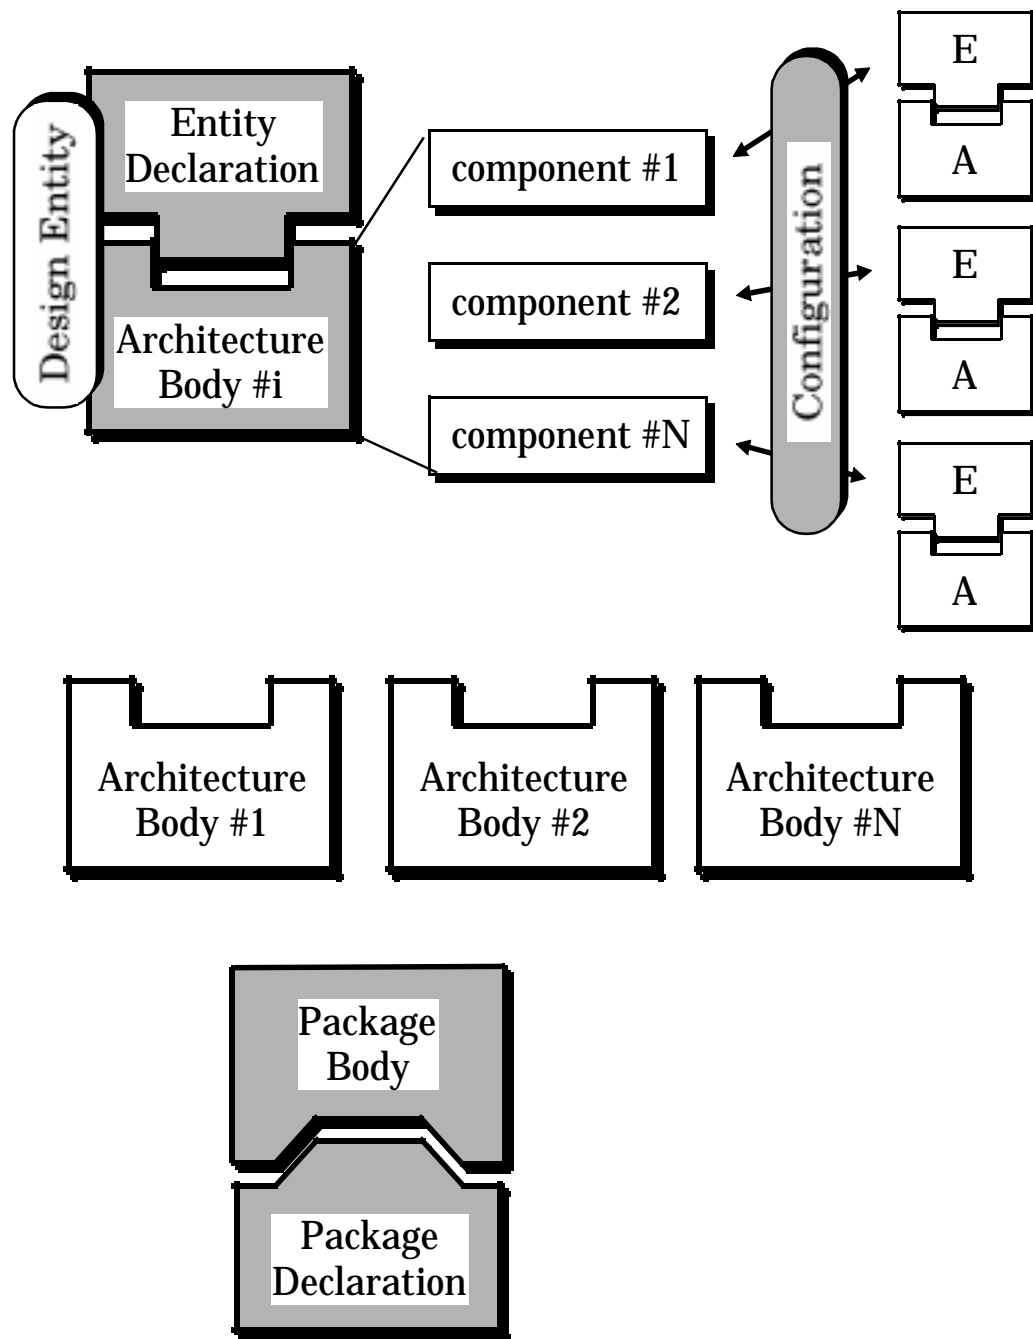 Design Entity
Entity
Declaration
Architecture
Body #i
component #1
component #2
component #N
Configuration
E
A
E
A
E
A
Architecture
Body #1
Architecture
Body #2
Architecture
Body #N
Package
Body
Package
Declaration